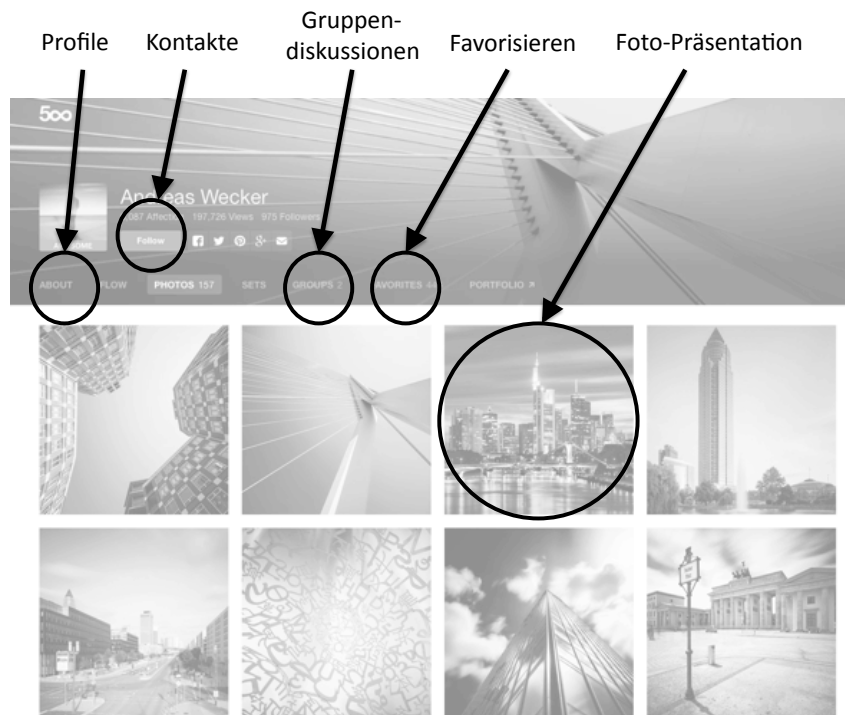 Profile Kontakte Gruppen-
diskussionen Favorisieren Foto-Präsentation
500
Andreas Wecker
197,726 Views 975 Followers
Follow
ABOUT FLOW PHOTOS 157 SETS GROUPS 2 FAVORITES PORTFOLIO